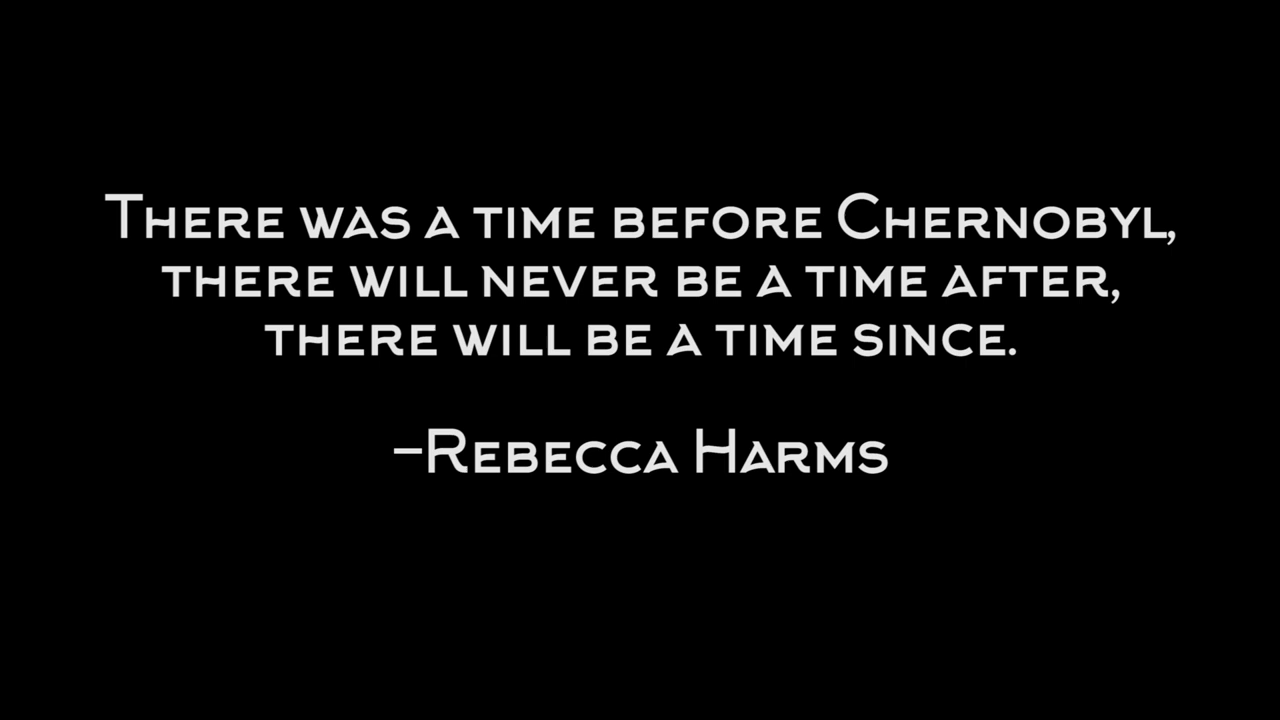 There was a time before Chernobyl,
there will never be a time after,
there will be a time since.
–Rebecca Harms